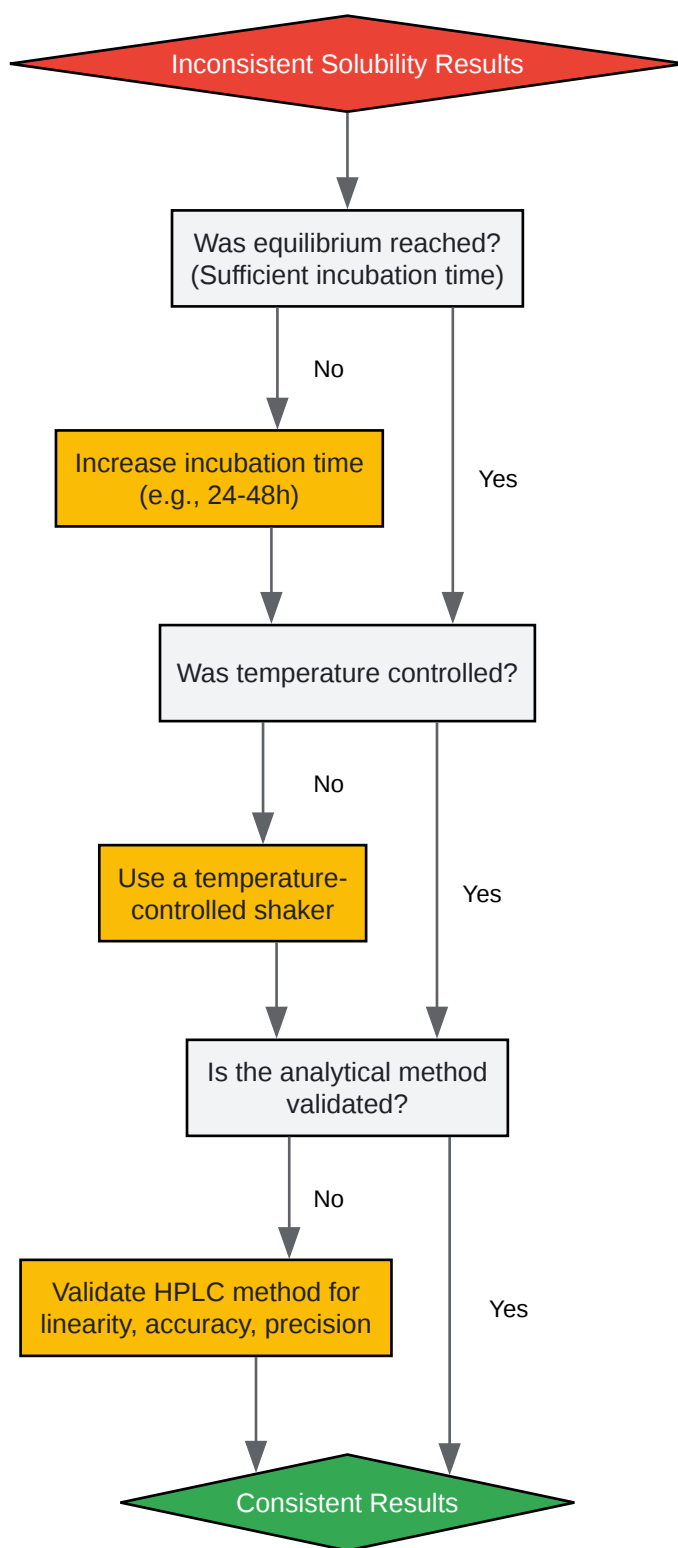 Inconsistent Solubility Results
Was equilibrium reached?
(Sufficient incubation time)
No
Increase incubation time
(e.g., 24-48h)
Yes
Was temperature controlled?
No
Use a temperature-
controlled shaker
Yes
Is the analytical method
validated?
No
Validate HPLC method for
linearity, accuracy, precision
Yes
Consistent Results